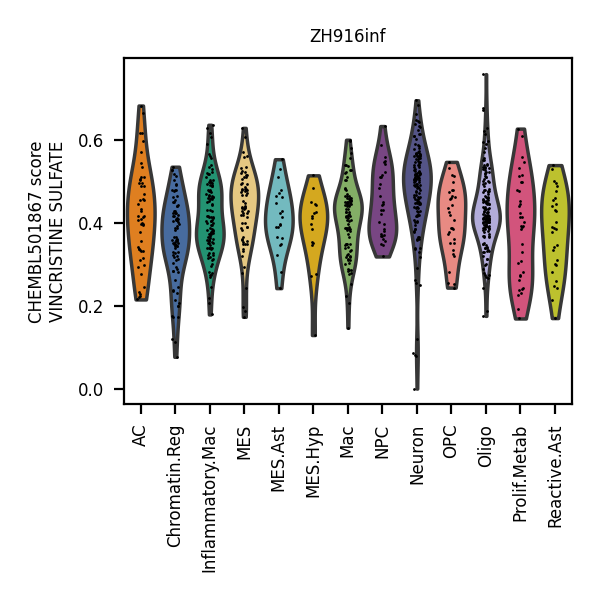 ZH916inf
CHEMBL501867 score
VINCRISTINE SULFATE
0.6
0.4
0.2
0.0
AC
Chromatin.Reg
Inflammatory.Mac
MES
MES.Ast
MES.Hyp
Mac
NPC
Neuron
OPC
Oligo
Prolif.Metab
Reactive.Ast